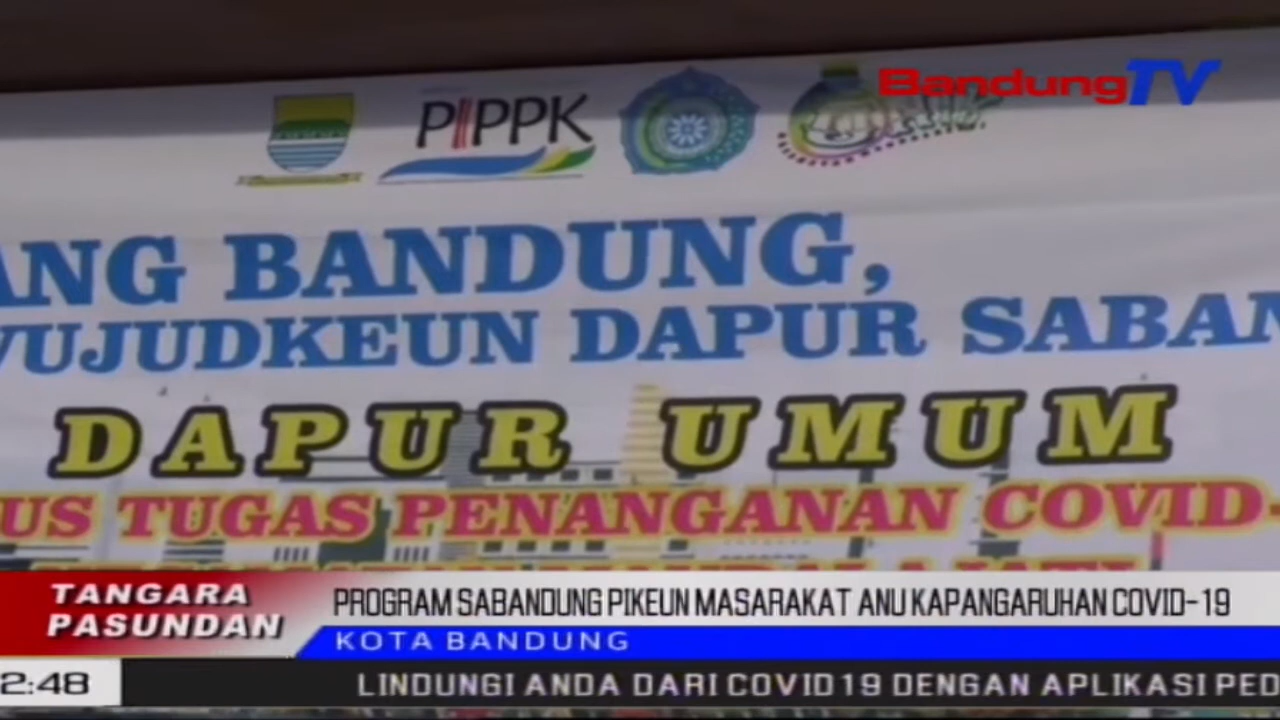 BandungTV
PIPPK
ANG BANDUNG,
WUJUDKEUN DAPUR SABAN
DAPUR UMUM
US TUGAS PENANGANAN COVID-
TANGARA
PASUNDAN
PROGRAM SABANDUNG PIKEUN MASARAKAT ANU KAPANGARUHAN COVID-19
KOTA BANDUNG
2:48
LINDUNGI ANDA DARI COVID19 DENGAN APLIKASI PED